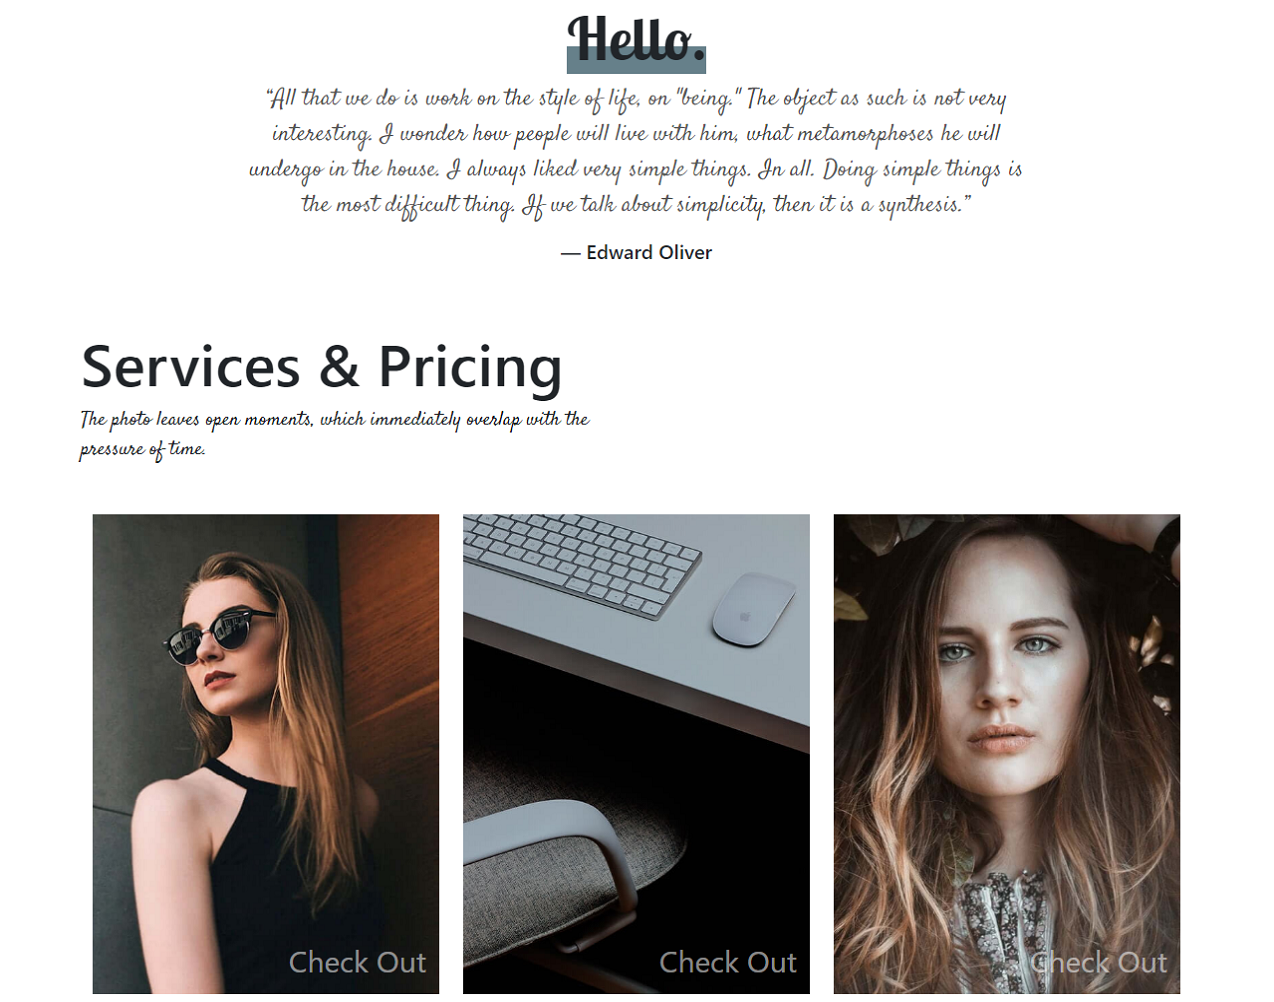 Hello.
“All that we do is work on the style of life, on "being." The object as such is not very
interesting. I wonder how people will live with him, what metamorphoses he will
undergo in the house. I always liked very simple things. In all. Doing simple things is
the most difficult thing. If we talk about simplicity, then it is a synthesis.”
— Edward Oliver
Services & Pricing
The photo leaves open moments, which immediately overlap with the
pressure of time.
Check Out
Check Out
Check Out